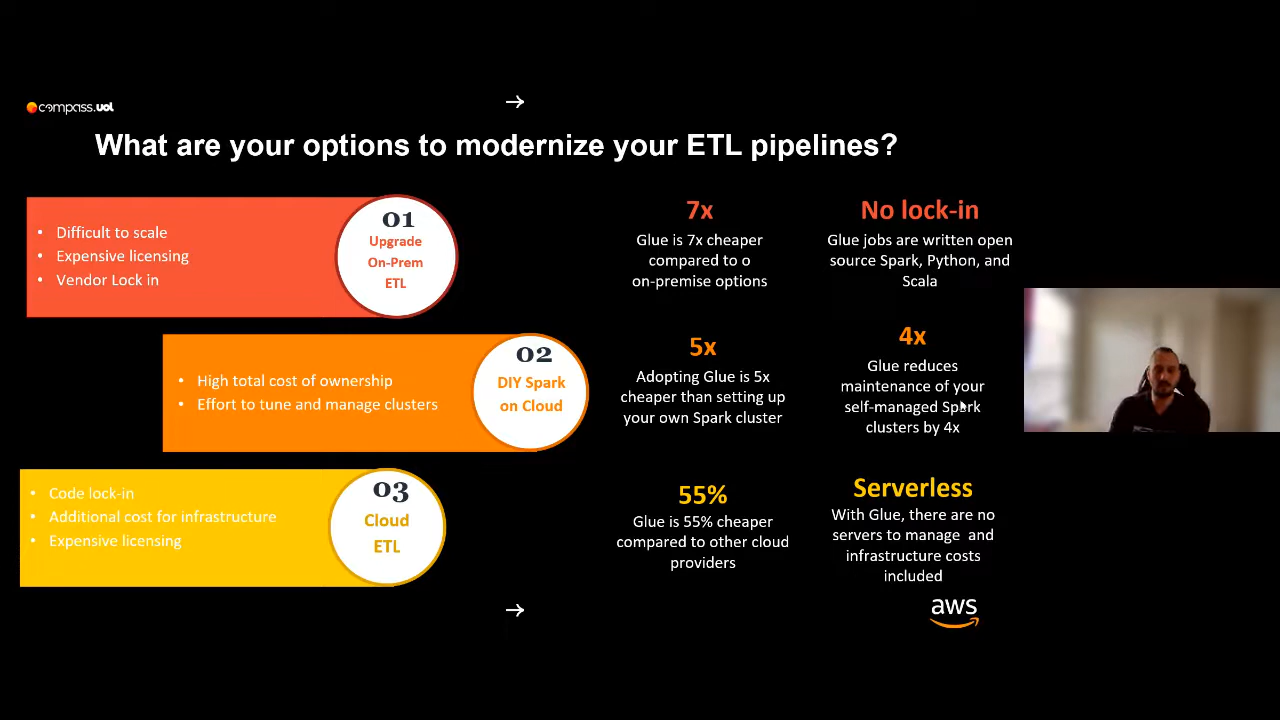 compass.uol
→
What are your options to modernize your ETL pipelines?
• Difficult to scale
• Expensive licensing
• Vendor Lock in
01
Upgrade
On-Prem
ETL
7x
Glue is 7x cheaper
compared to o
on-premise options
No lock-in
Glue jobs are written open
source Spark, Python, and
Scala
• High total cost of ownership
• Effort to tune and manage clusters
02
DIY Spark
on Cloud
5x
Adopting Glue is 5x
cheaper than setting up
your own Spark cluster
4x
Glue reduces
maintenance of your
self-managed Spark
clusters by 4x
• Code lock-in
• Additional cost for infrastructure
• Expensive licensing
03
Cloud
ETL
55%
Glue is 55% cheaper
compared to other cloud
providers
Serverless
With Glue, there are no
servers to manage and
infrastructure costs
included
→
aws